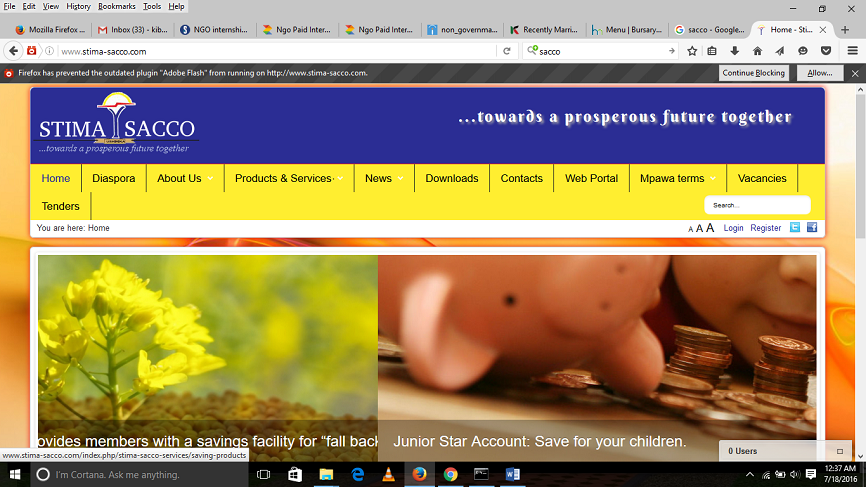 File Edit View History Bookmarks Tools Help
Mozilla Firefox ... Inbox (33) - kib... NGO internshi... Ngo Paid Inter... Ngo Paid Inter... non_governma... Recently Marri... Menu | Bursary... sacco - Google... Home - Sti...
www.stima-sacco.com sacco
Firefox has prevented the outdated plugin "Adobe Flash" from running on http://www.stima-sacco.com. Continue Blocking Allow...
STIMA SACCO
...towards a prosperous future together
...towards a prosperous future together
Home Diaspora About Us Products & Services News Downloads Contacts Web Portal Mpawa terms Vacancies
Tenders Search...
You are here: Home A A A Login Register
ovides members with a savings facility for "fall back Junior Star Account: Save for your children.
0 Users
www.stima-sacco.com/index.php/stima-sacco-services/saving-products
I'm Cortana. Ask me anything. 12:37 AM
7/18/2016